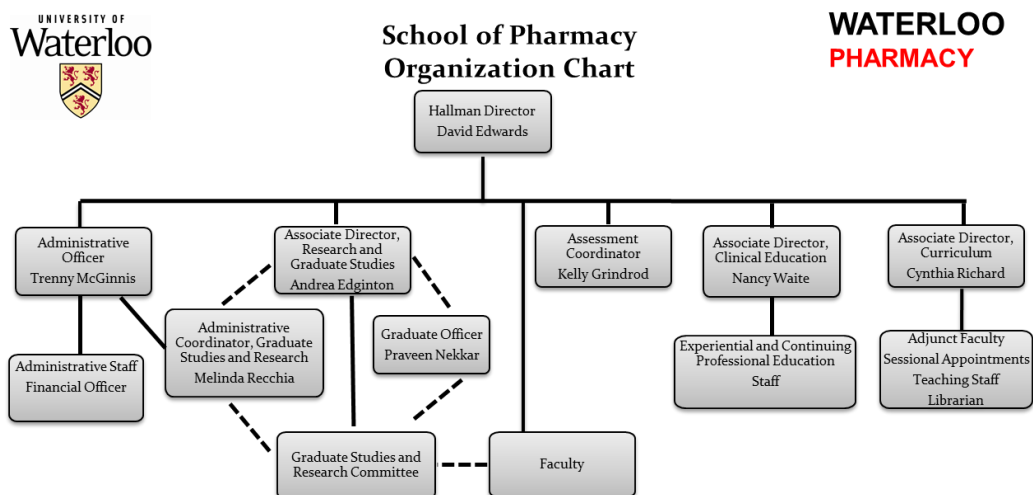 UNIVERSITY OF
Waterloo
School of Pharmacy
Organization Chart
WATERLOO
PHARMACY
Hallman Director
David Edwards
Administrative
Officer
Trenny McGinnis
Associate Director,
Research and
Graduate Studies
Andrea Edginton
Assessment
Coordinator
Kelly Grindrod
Associate Director,
Clinical Education
Nancy Waite
Associate Director,
Curriculum
Cynthia Richard
Administrative Staff
Financial Officer
Administrative
Coordinator, Graduate
Studies and Research
Melinda Recchia
Graduate Officer
Praveen Nekkar
Experiential and Continuing
Professional Education
Staff
Adjunct Faculty
Sessional Appointments
Teaching Staff
Librarian
Graduate Studies and
Research Committee
Faculty